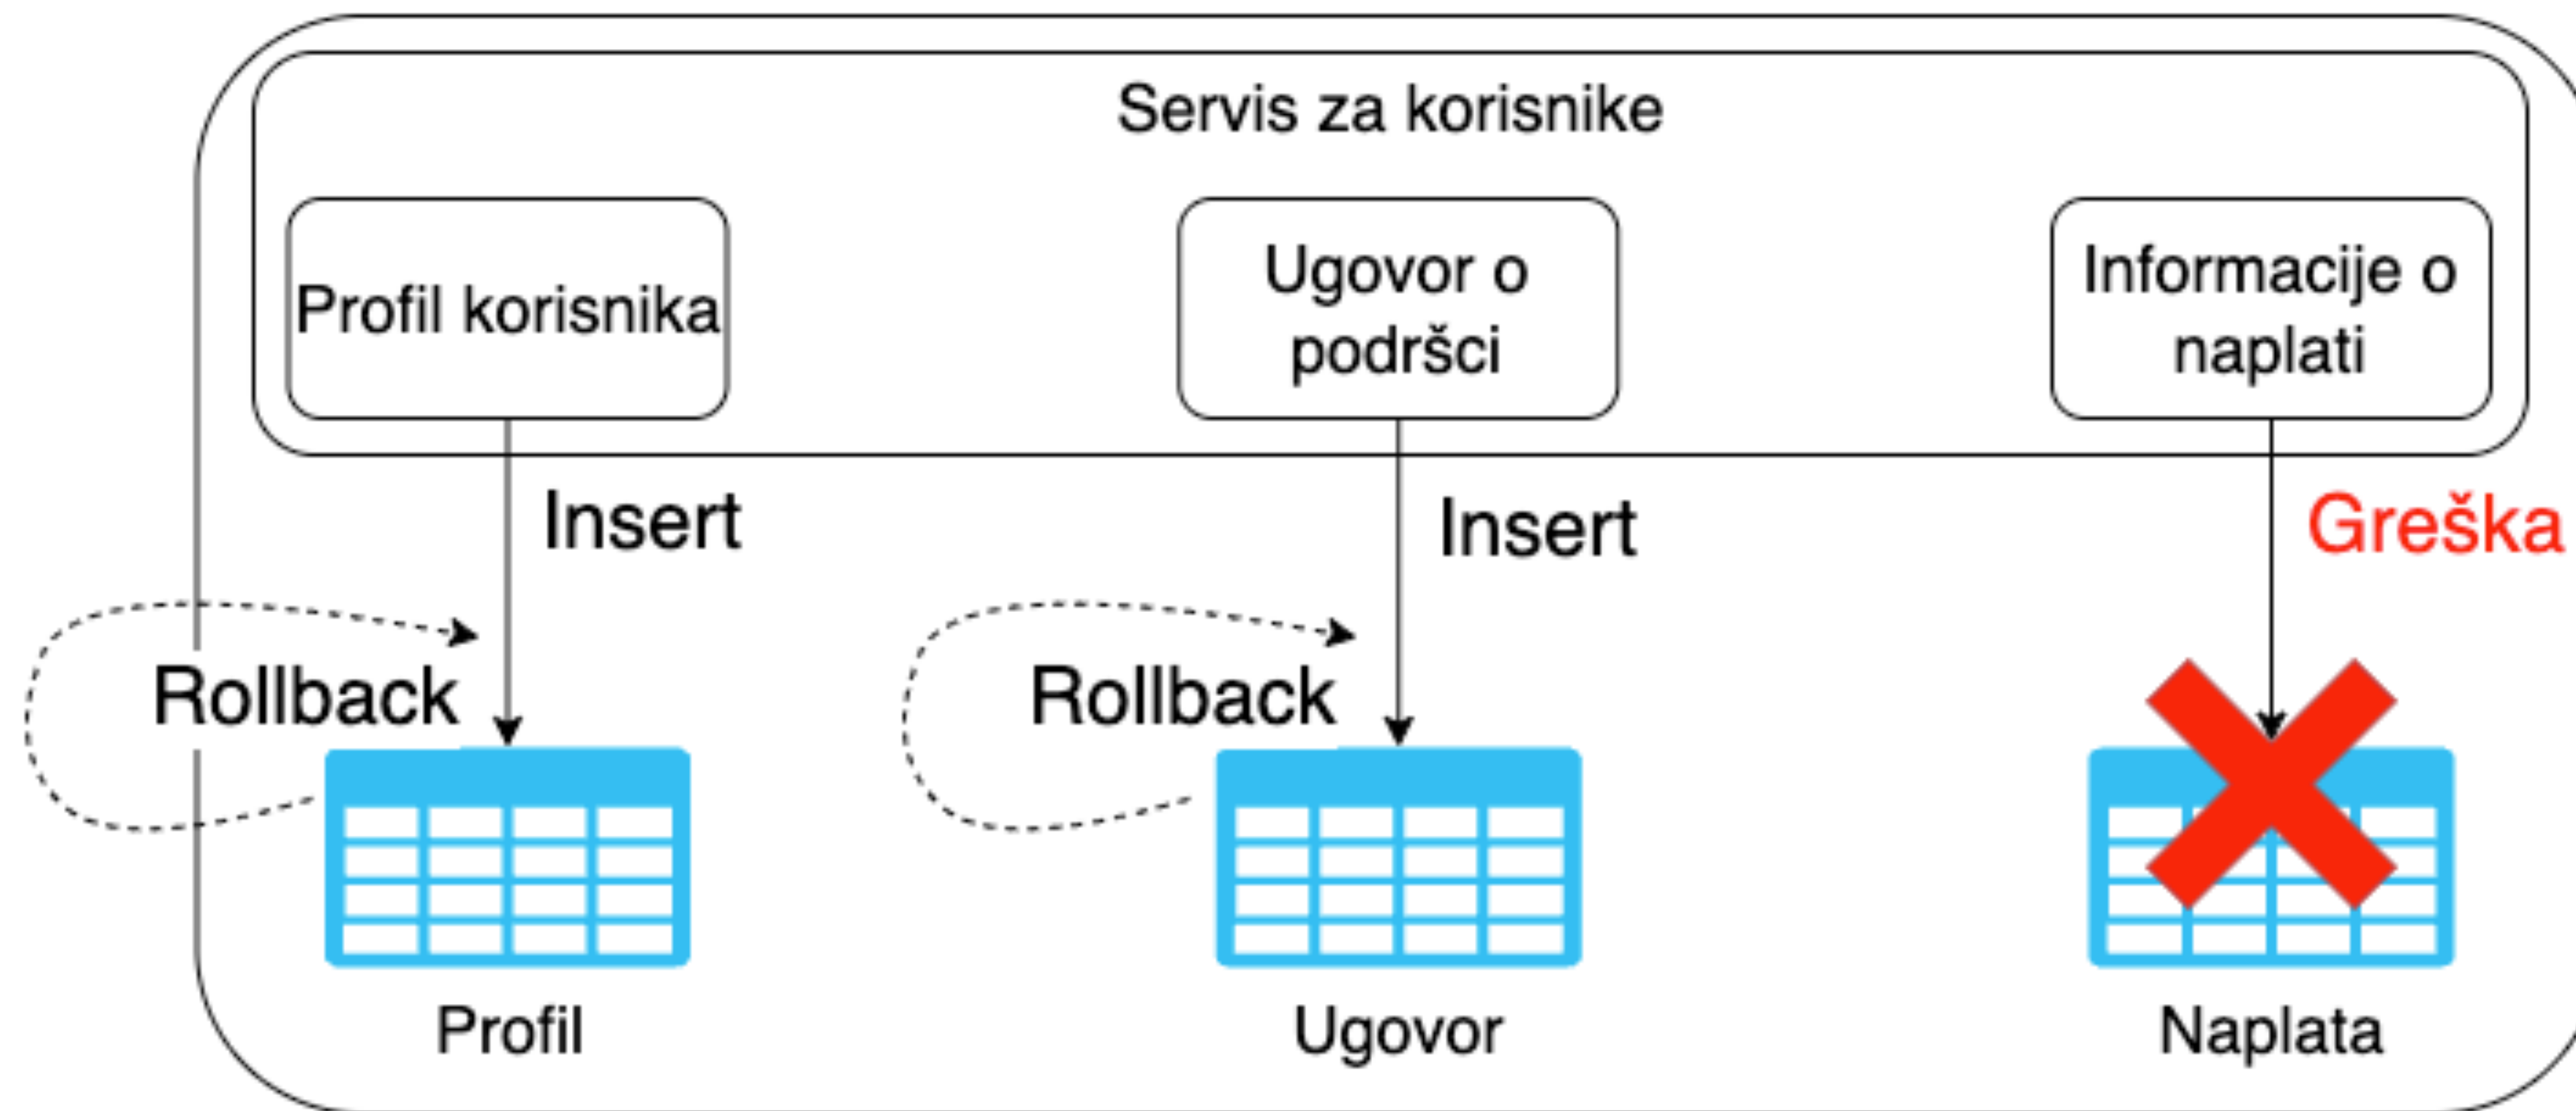 Servis za korisnike
Profil korisnika
Ugovor o
podršci
Informacije o
naplati
Insert
Insert
Greška
Rollback
Rollback
Profil
Ugovor
Naplata